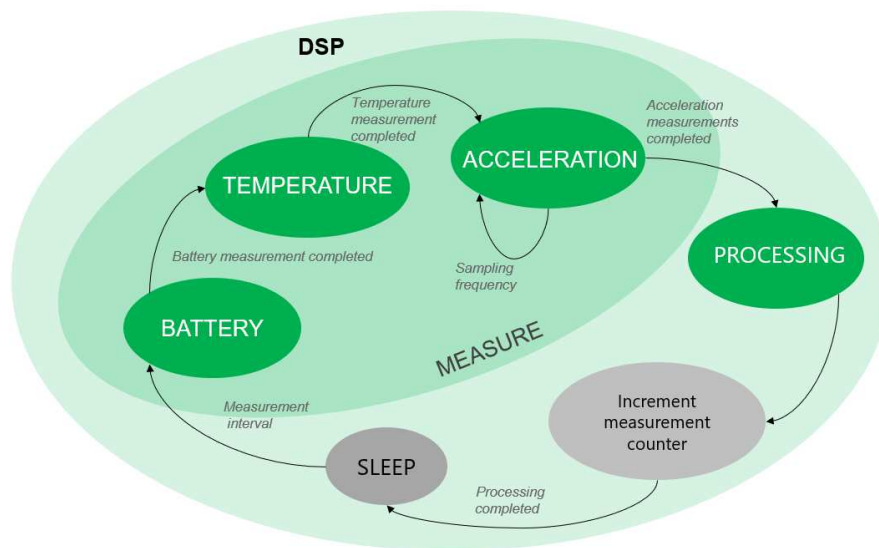 DSP
Temperature
measurement
completed
Acceleration
measurements
completed
ACCELERATION
TEMPERATURE
Battery measurement completed
Sampling
frequency
PROCESSING
BATTERY
MEASURE
Measurement
interval
Increment
measurement
counter
SLEEP
Processing
completed